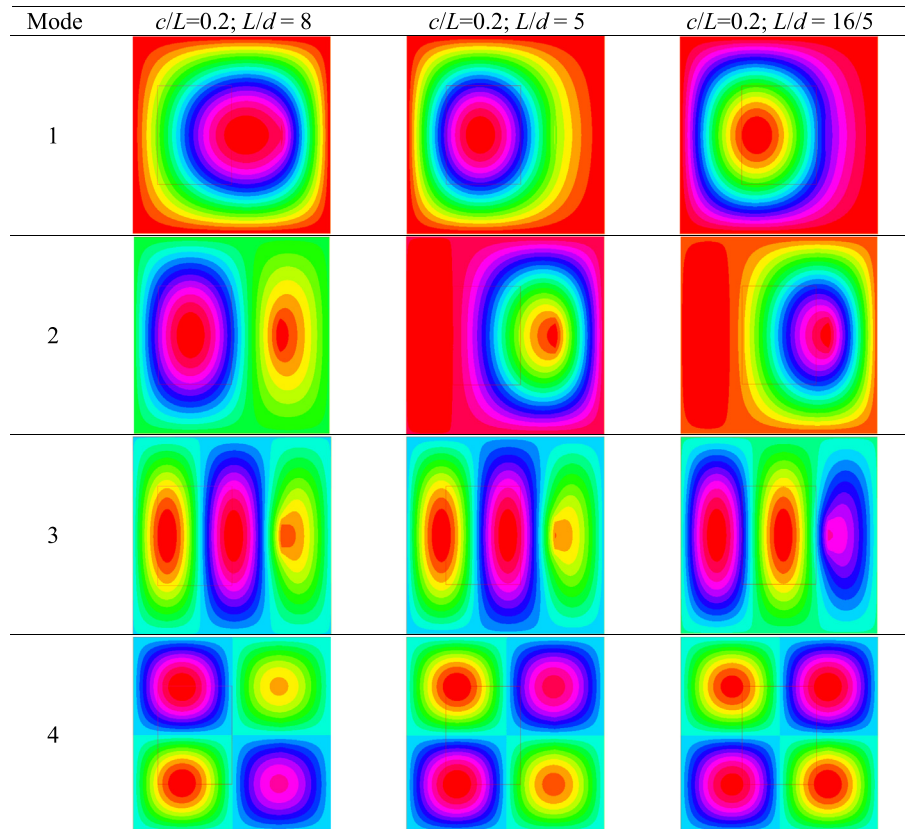 Mode c/L=0.2; L/d = 8 c/L=0.2; L/d = 5 c/L=0.2; L/d = 16/5
1
2
3
4